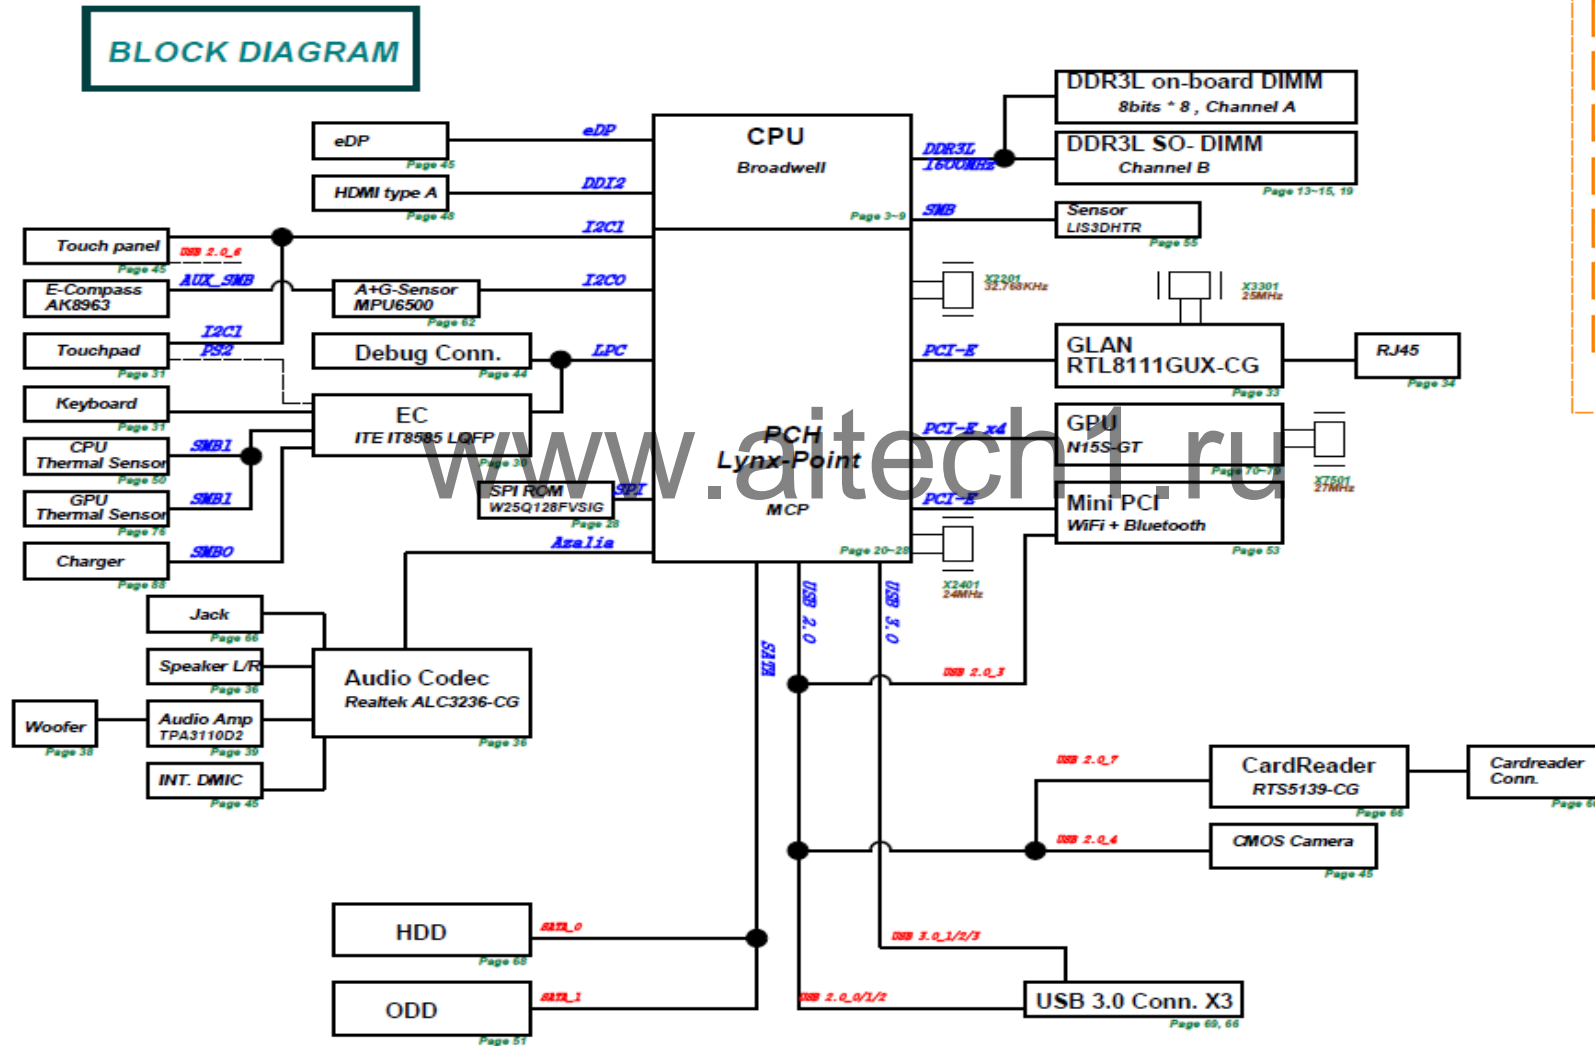 BLOCK DIAGRAM
CPU
Broadwell
Page 3~9
PCH
Lynx-Point
MCP
Page 20~28
eDP
Page 45
eDP
HDMI type A
Page 48
DDI2
Touch panel
Page 45
USB 2.0_6
I2C1
E-Compass
AK8963
AUX_SMB
A+G-Sensor
MPU6500
Page 62
I2C0
Touchpad
Page 31
I2C1
PS2
Debug Conn.
Page 44
LPC
Keyboard
Page 31
EC
ITE IT8585 LQFP
Page 30
CPU
Thermal Sensor
Page 50
SMB1
GPU
Thermal Sensor
Page 76
SMB1
SPI ROM
W25Q128FVSIG
Page 28
SPI
Charger
Page 88
SMB0
Azalia
Jack
Page 66
Speaker L/R
Page 36
Woofer
Page 38
Audio Amp
TPA3110D2
Page 39
INT. DMIC
Page 45
Audio Codec
Realtek ALC3236-CG
Page 36
HDD
Page 68
SATA_0
ODD
Page 51
SATA_1
SATA
USB 2.0
USB 3.0
DDR3L
1600MHz
DDR3L on-board DIMM
8bits * 8 , Channel A
DDR3L SO- DIMM
Channel B
Page 13~15, 19
SMB
Sensor
LIS3DHTR
Page 55
X2201
32.768KHz
X3301
25MHz
PCI-E
GLAN
RTL8111GUX-CG
Page 33
RJ45
Page 34
PCI-E x4
GPU
N15S-GT
Page 70~79
X7501
27MHz
PCI-E
Mini PCI
WiFi + Bluetooth
Page 53
X2401
24MHz
USB 2.0_3
USB 2.0_7
CardReader
RTS5139-CG
Page 66
Cardreader
Conn.
USB 2.0_4
CMOS Camera
Page 45
USB 3.0_1/2/3
USB 2.0_0/1/2
USB 3.0 Conn. X3
Page 69, 66
www.aitech1.ru